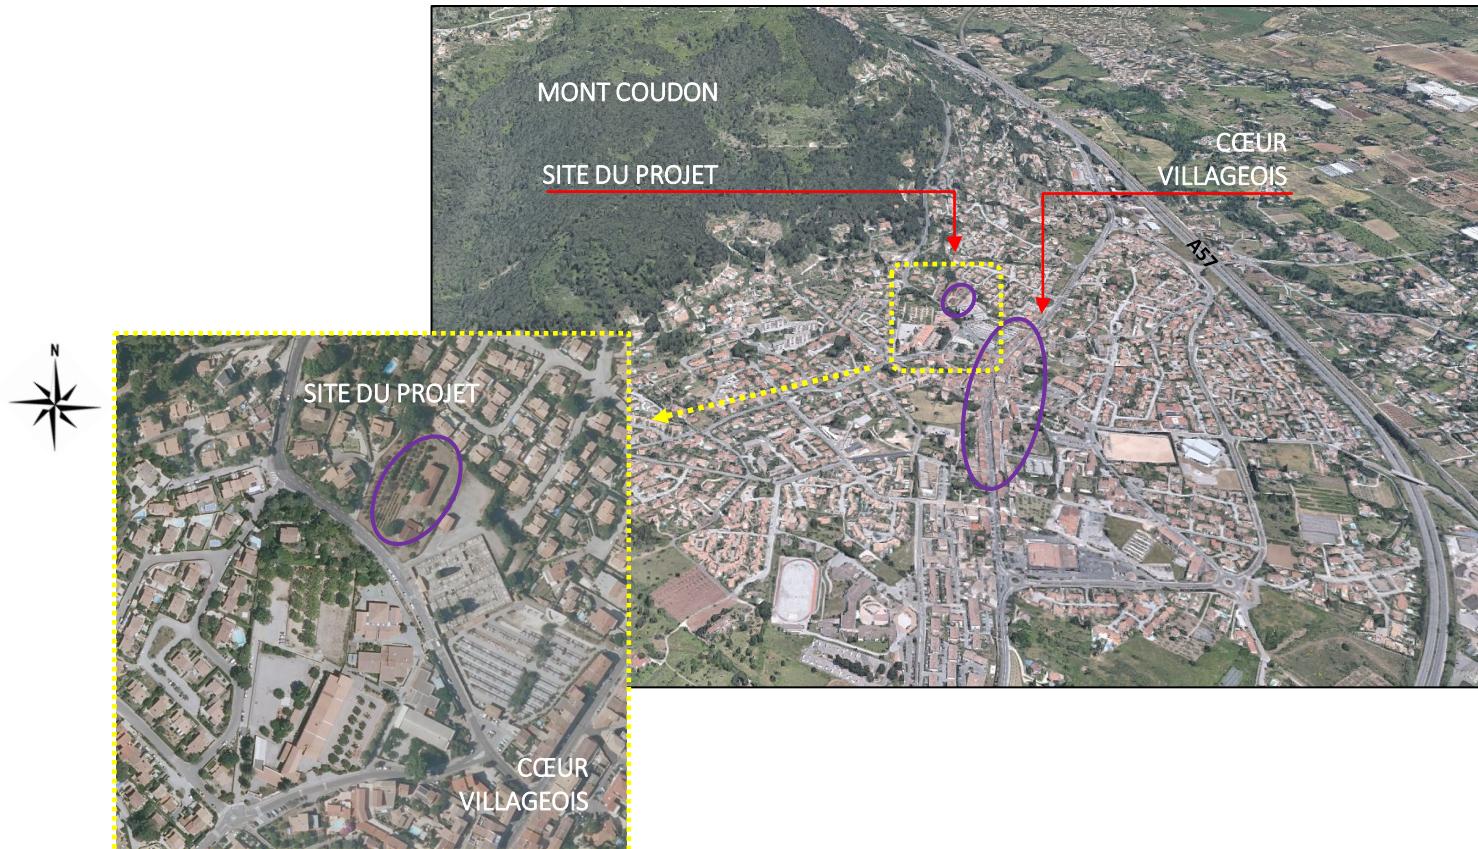 MONT COUDON
SITE DU PROJET
CŒUR
VILLAGEOIS
A57
N
SITE DU PROJET
CŒUR
VILLAGEOIS